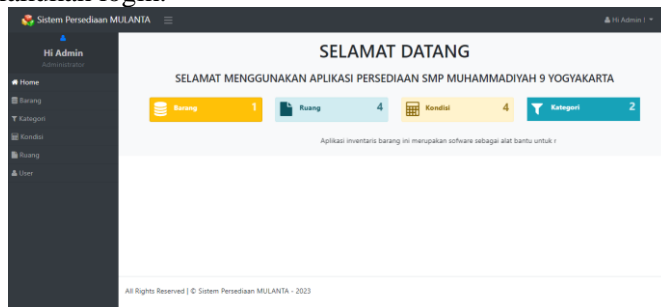 Sistem Persediaan MULANTA
Hi Admin !
Hi Admin
Administrator
Home
Barang
Kategori
Kondisi
Ruang
User
SELAMAT DATANG
SELAMAT MENGGUNAKAN APLIKASI PERSEDIAAN SMP MUHAMMADIYAH 9 YOGYAKARTA
Barang 1
Ruang 4
Kondisi 4
Kategori 2
Aplikasi inventaris barang ini merupakan sofware sebagai alat bantu untuk r
All Rights Reserved | © Sistem Persediaan MULANTA - 2023